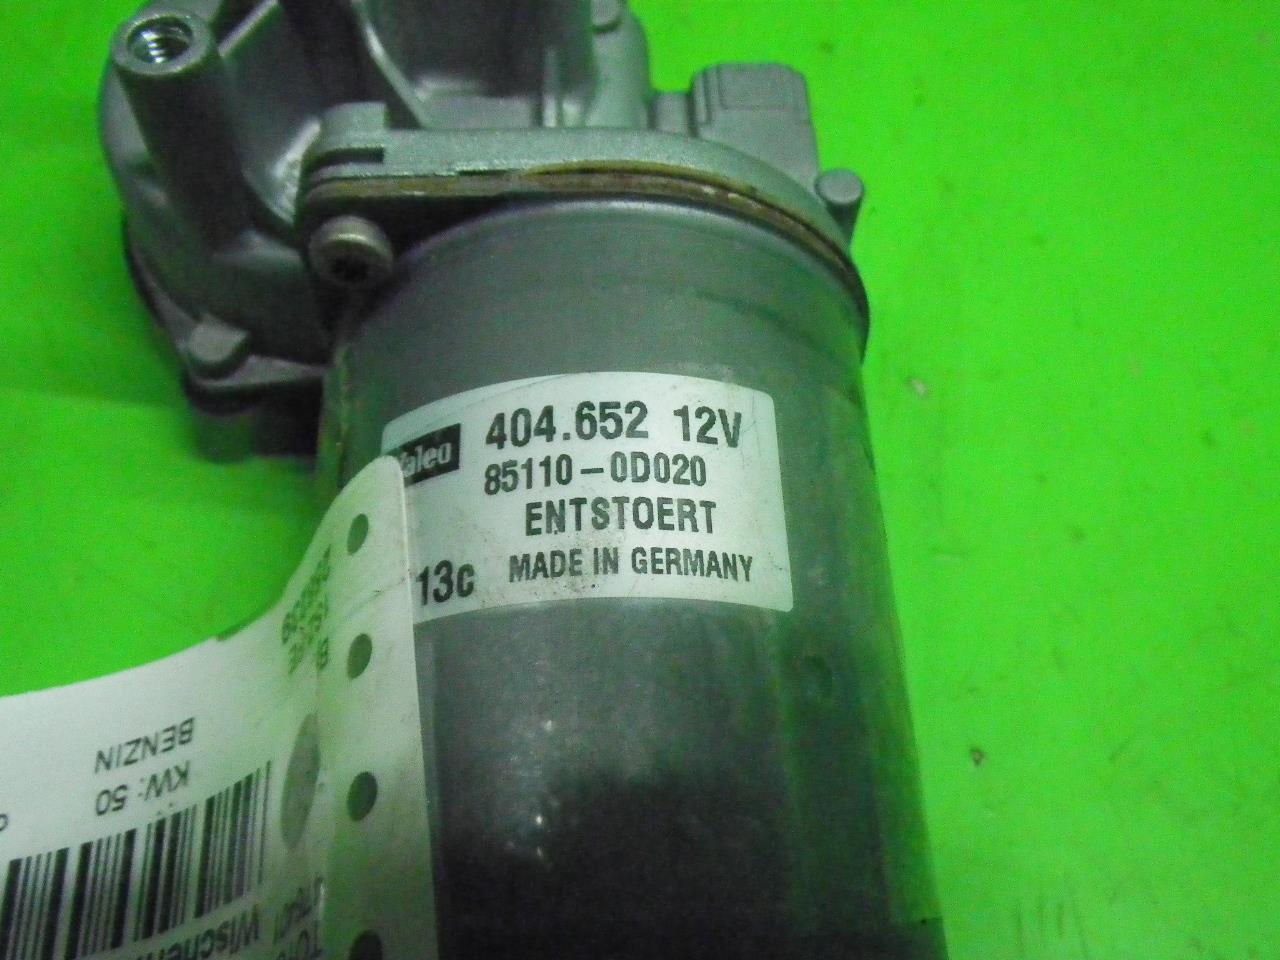 404.652 12V
Valeo
85110-0D020
ENTSTOERT
13c MADE IN GERMANY
BENZIN
KW: 50